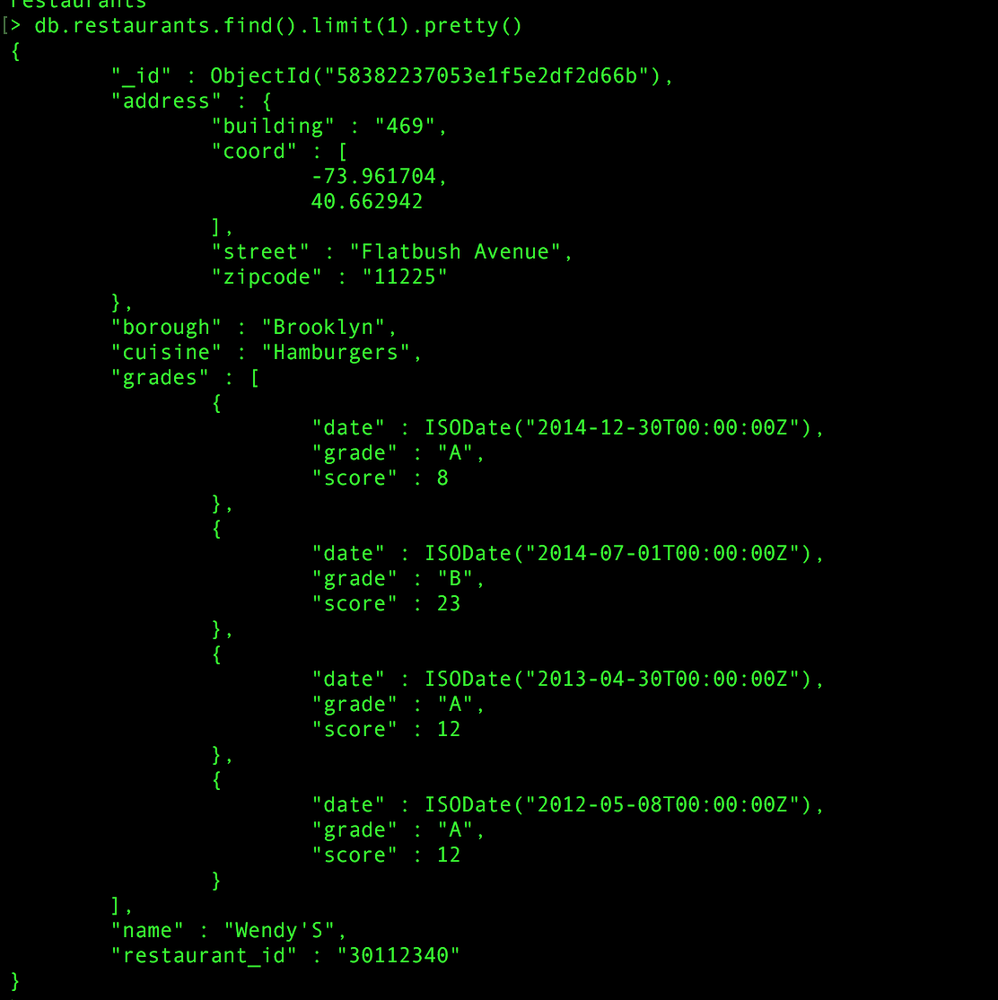 restaurants
[> db.restaurants.find().limit(1).pretty()
{
"_id" : ObjectId("58382237053e1f5e2df2d66b"),
"address" : {
"building" : "469",
"coord" : [
-73.961704,
40.662942
],
"street" : "Flatbush Avenue",
"zipcode" : "11225"
},
"borough" : "Brooklyn",
"cuisine" : "Hamburgers",
"grades" : [
{
"date" : ISODate("2014-12-30T00:00:00Z"),
"grade" : "A",
"score" : 8
},
{
"date" : ISODate("2014-07-01T00:00:00Z"),
"grade" : "B",
"score" : 23
},
{
"date" : ISODate("2013-04-30T00:00:00Z"),
"grade" : "A",
"score" : 12
},
{
"date" : ISODate("2012-05-08T00:00:00Z"),
"grade" : "A",
"score" : 12
}
],
"name" : "Wendy'S",
"restaurant_id" : "30112340"
}